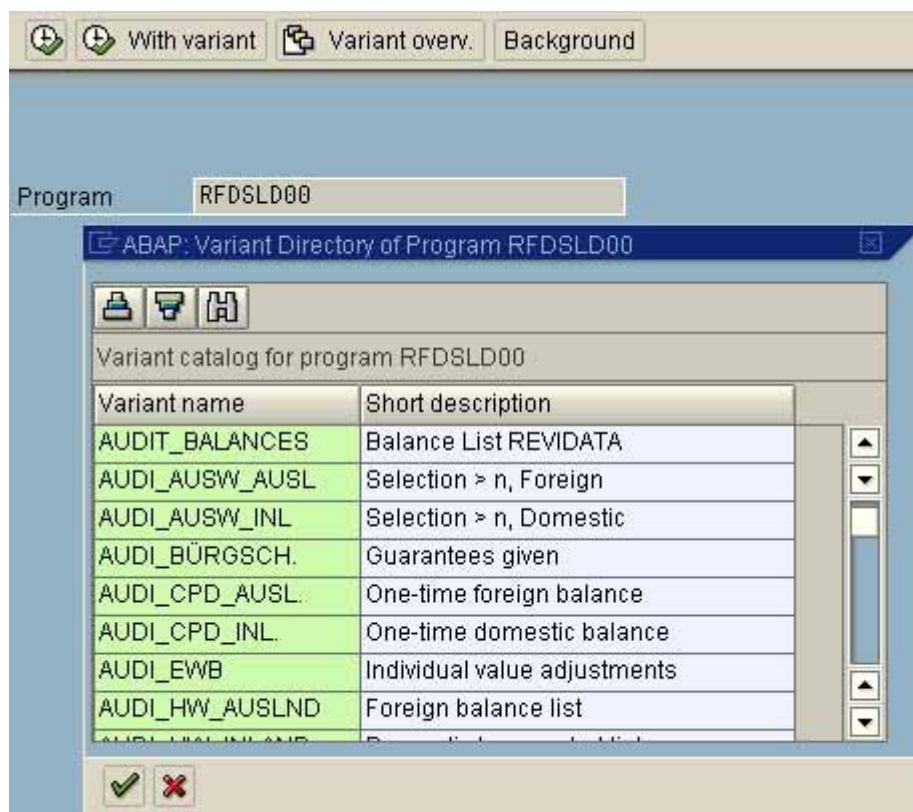 With variant Variant overv. Background
Program RFDSLD00
ABAP: Variant Directory of Program RFDSLD00
Variant catalog for program RFDSLD00
Variant name Short description
AUDIT_BALANCES Balance List REVIDATA
AUDI_AUSW_AUSL Selection > n, Foreign
AUDI_AUSW_INL Selection > n, Domestic
AUDI_BÜRGSCH. Guarantees given
AUDI_CPD_AUSL. One-time foreign balance
AUDI_CPD_INL. One-time domestic balance
AUDI_EWB Individual value adjustments
AUDI_HW_AUSLND Foreign balance list